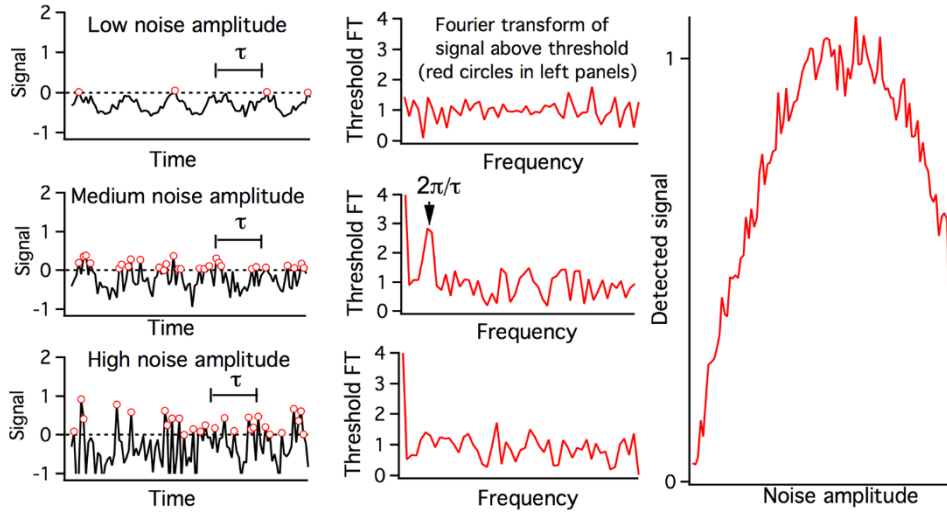 Low noise amplitude
τ
2
1
0
-1
Signal
Time
Fourier transform of
signal above threshold
(red circles in left panels)
4
3
2
1
0
Threshold FT
Frequency
Medium noise amplitude
τ
2
1
0
-1
Signal
Time
2π/τ
4
3
2
1
0
Threshold FT
Frequency
High noise amplitude
τ
2
1
0
-1
Signal
Time
4
3
2
1
0
Threshold FT
Frequency
1
0
Detected signal
Noise amplitude